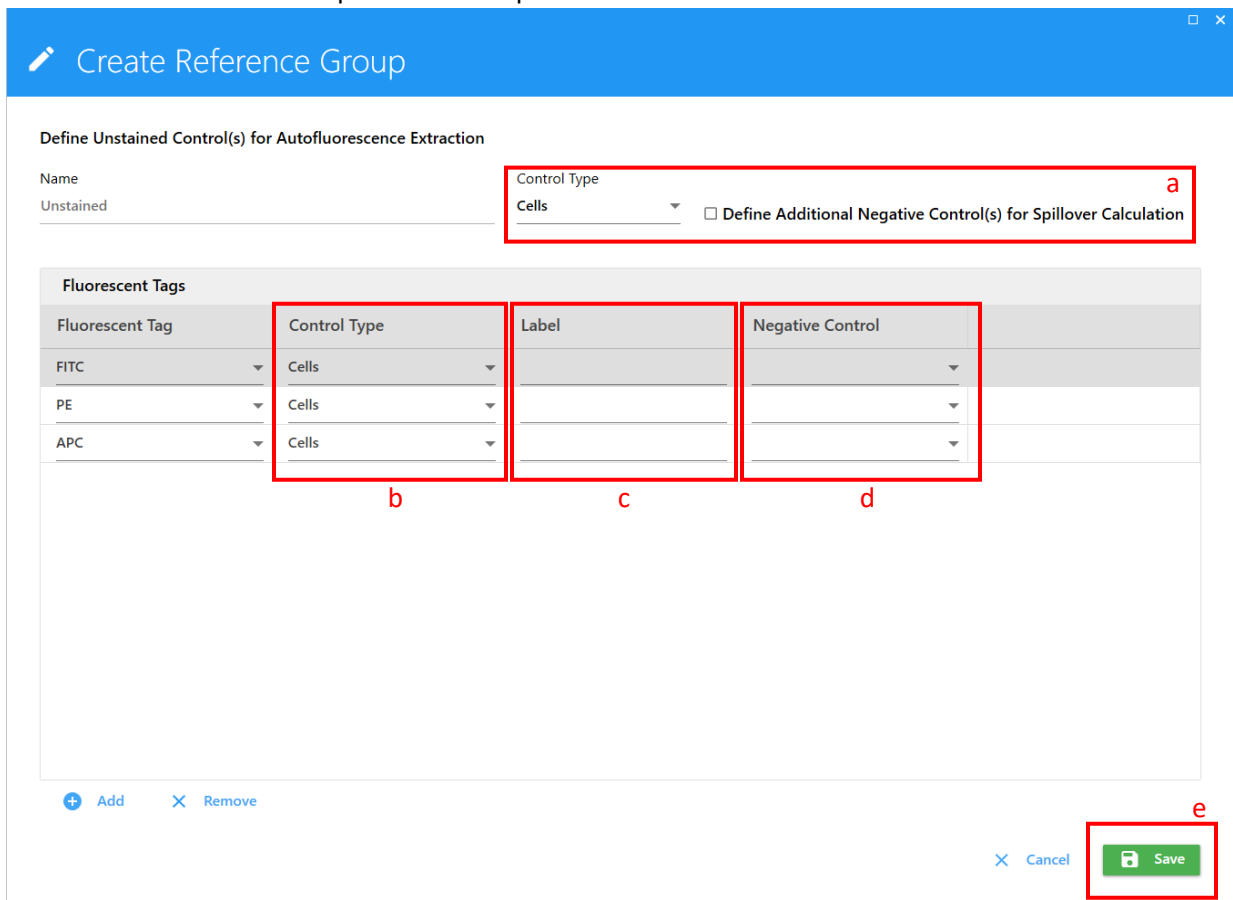 Create Reference Group
Define Unstained Control(s) for Autofluorescence Extraction
Name
Control Type
a
Unstained
Cells
Define Additional Negative Control(s) for Spillover Calculation
Fluorescent Tags
Fluorescent Tag
Control Type
Label
Negative Control
FITC
Cells
PE
Cells
APC
Cells
b
c
d
Add
Remove
e
Cancel
Save